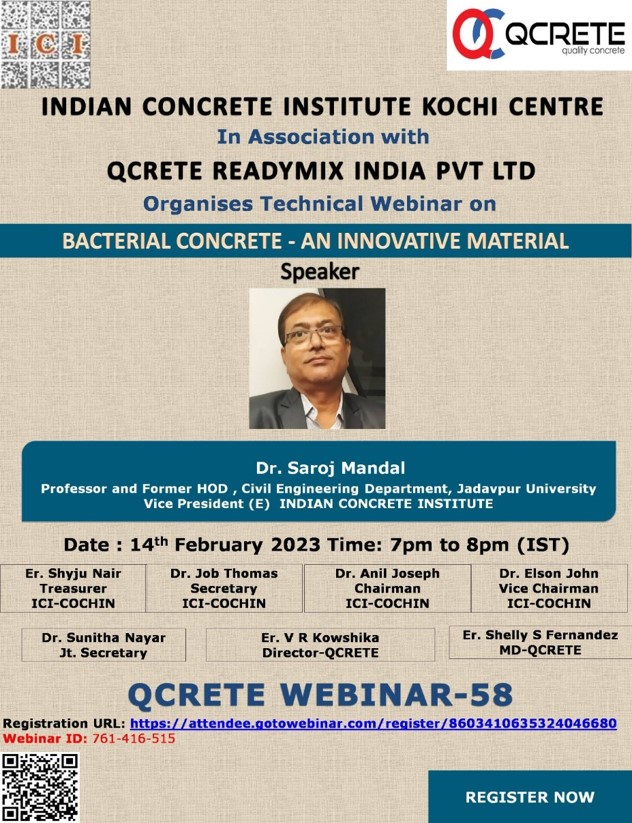 ICI
QCRETE
quality concrete
INDIAN CONCRETE INSTITUTE KOCHI CENTRE
In Association with
QCRETE READYMIX INDIA PVT LTD
Organises Technical Webinar on
BACTERIAL CONCRETE - AN INNOVATIVE MATERIAL
Speaker
Dr. Saroj Mandal
Professor and Former HOD , Civil Engineering Department, Jadavpur University
Vice President (E) INDIAN CONCRETE INSTITUTE
Date : 14th February 2023 Time: 7pm to 8pm (IST)
Er. Shyju Nair
Treasurer
ICI-COCHIN
Dr. Job Thomas
Secretary
ICI-COCHIN
Dr. Anil Joseph
Chairman
ICI-COCHIN
Dr. Elson John
Vice Chairman
ICI-COCHIN
Dr. Sunitha Nayar
Jt. Secretary
Er. V R Kowshika
Director-QCRETE
Er. Shelly S Fernandez
MD-QCRETE
QCRETE WEBINAR-58
Registration URL: https://attendee.gotowebinar.com/register/8603410635324046680
Webinar ID: 761-416-515
REGISTER NOW